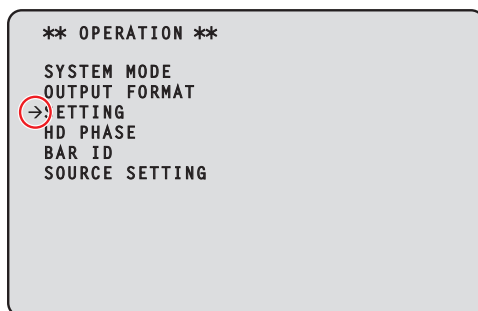 ** OPERATION **
SYSTEM MODE
OUTPUT FORMAT
→SETTING
HD PHASE
BAR ID
SOURCE SETTING